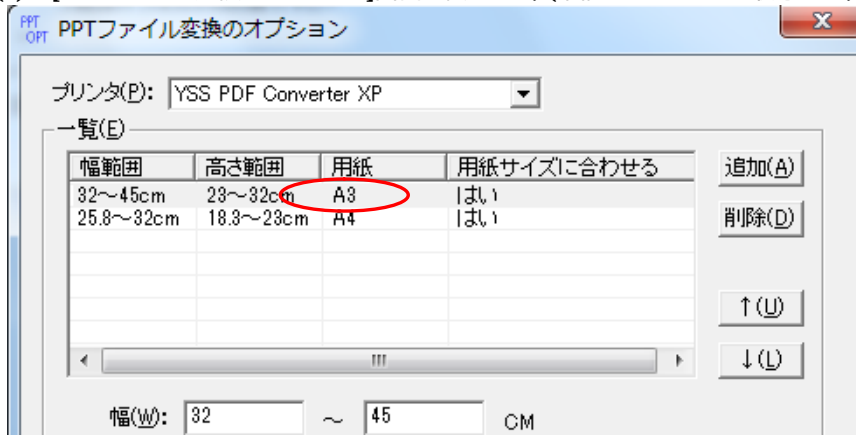 PPT OPT PPTファイル変換のオプション
プリンタ(P): YSS PDF Converter XP
一覧(E)
幅範囲 高さ範囲 用紙 用紙サイズに合わせる 追加(A)
32～45cm 23～32cm A3 はい
25.8～32cm 18.3～23cm A4 はい 削除(D)
↑(U)
↓(L)
幅(W): 32 ～ 45 CM